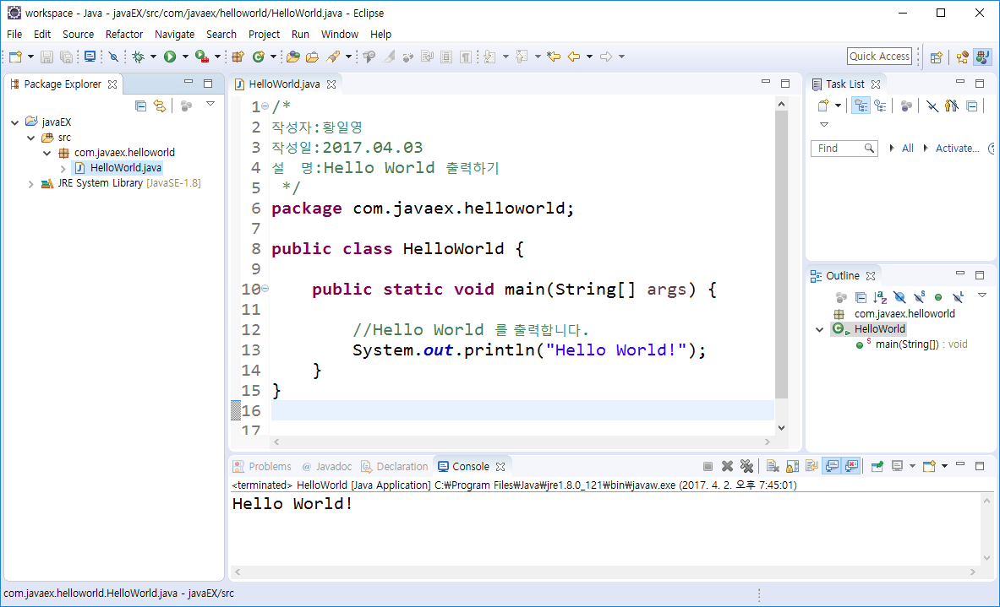 workspace - Java - javaEX/src/com/javaex/helloworld/HelloWorld.java - Eclipse
File Edit Source Refactor Navigate Search Project Run Window Help
Quick Access
Package Explorer
javaEX
src
com.javaex.helloworld
HelloWorld.java
JRE System Library [JavaSE-1.8]
HelloWorld.java
1 /*
2 작성자:황일영
3 작성일:2017.04.03
4 설  명:Hello World 출력하기
5  */
6 package com.javaex.helloworld;
7
8 public class HelloWorld {
9
10     public static void main(String[] args) {
11
12         //Hello World 를 출력합니다.
13         System.out.println("Hello World!");
14     }
15 }
16
17
Task List
Find All Activate...
Outline
com.javaex.helloworld
HelloWorld
main(String[]) : void
Problems @ Javadoc Declaration Console
<terminated> HelloWorld [Java Application] C:₩Program Files₩Java₩jre1.8.0_121₩bin₩javaw.exe (2017. 4. 2. 오후 7:45:01)
Hello World!
com.javaex.helloworld.HelloWorld.java - javaEX/src